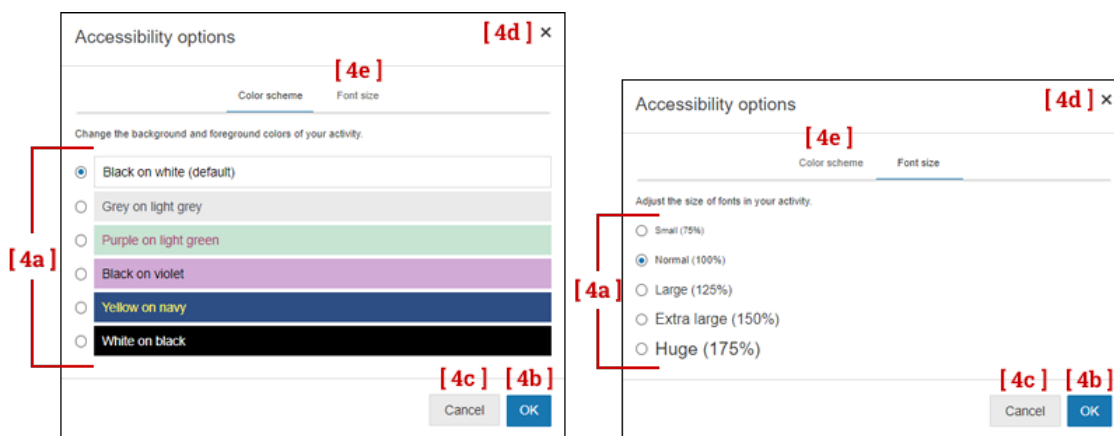 Accessibility options [ 4d ] ×
[ 4e ]
Color scheme Font size
Change the background and foreground colors of your activity.
Black on white (default)
Grey on light grey
Purple on light green
[ 4a ]
Black on violet
Yellow on navy
White on black
[ 4c ] [ 4b ]
Cancel OK
Accessibility options [ 4d ] ×
[ 4e ]
Color scheme Font size
Adjust the size of fonts in your activity.
Small (75%)
Normal (100%)
[ 4a ] Large (125%)
Extra large (150%)
Huge (175%)
[ 4c ] [ 4b ]
Cancel OK